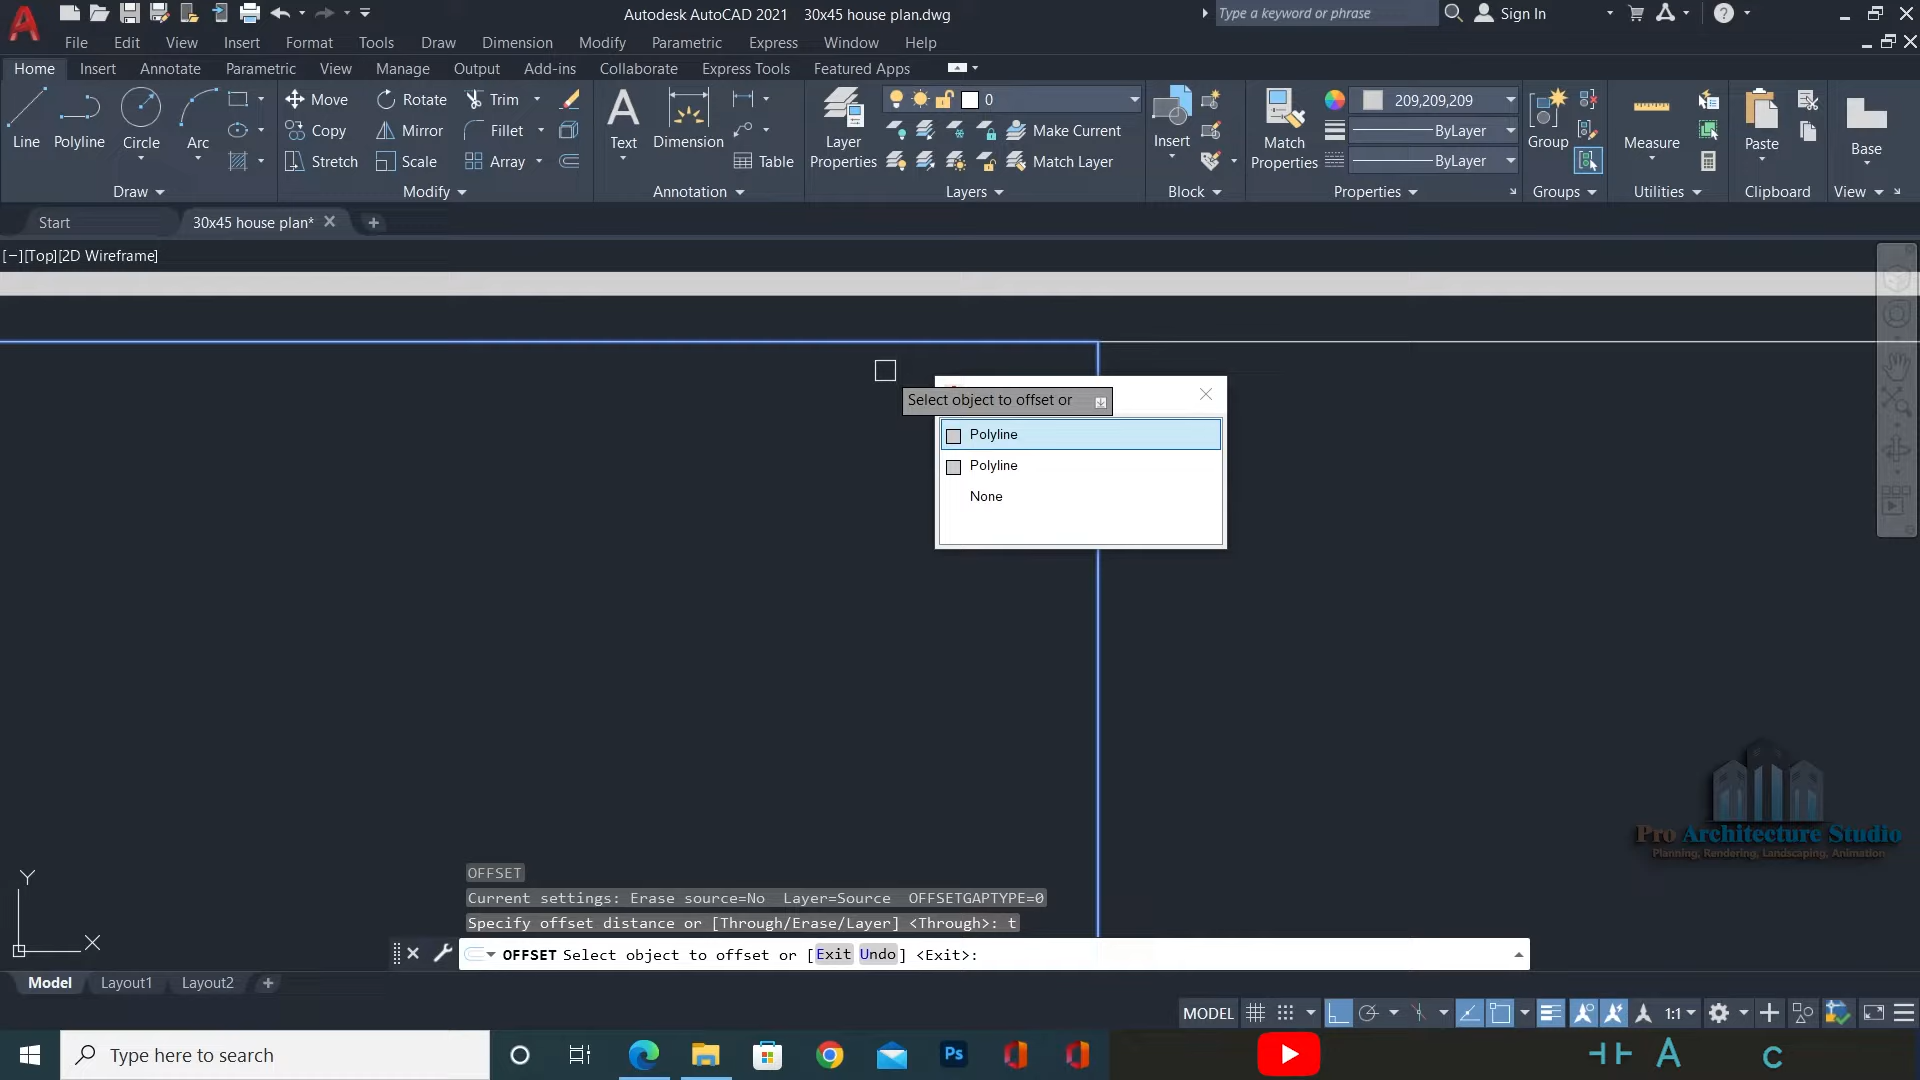 Autodesk AutoCAD 2021 30x45 house plan.dwg
Type a keyword or phrase
Sign In
File Edit View Insert Format Tools Draw Dimension Modify Parametric Express Window Help
Home Insert Annotate Parametric View Manage Output Add-ins Collaborate Express Tools Featured Apps
Move Rotate Trim
0
209,209,209
Line Polyline Circle Arc
Copy Mirror Fillet
Text Dimension
Make Current
ByLayer
Stretch Scale Array
Table
Layer Properties
Match Layer
Insert
Match Properties
ByLayer
Group
Measure
Paste
Base
Draw Modify Annotation Layers Block Properties Groups Utilities Clipboard View
Start 30x45 house plan*
[−][Top][2D Wireframe]
Select object to offset or
Polyline
Polyline
None
Pro Architecture Studio
Planning, Rendering, Landscaping, Animation
Y
X
OFFSET
Current settings: Erase source=No Layer=Source OFFSETGAPTYPE=0
Specify offset distance or [Through/Erase/Layer] <Through>: t
OFFSET Select object to offset or [Exit Undo] <Exit>:
Model Layout1 Layout2
MODEL 1:1
Type here to search
Ps
A C